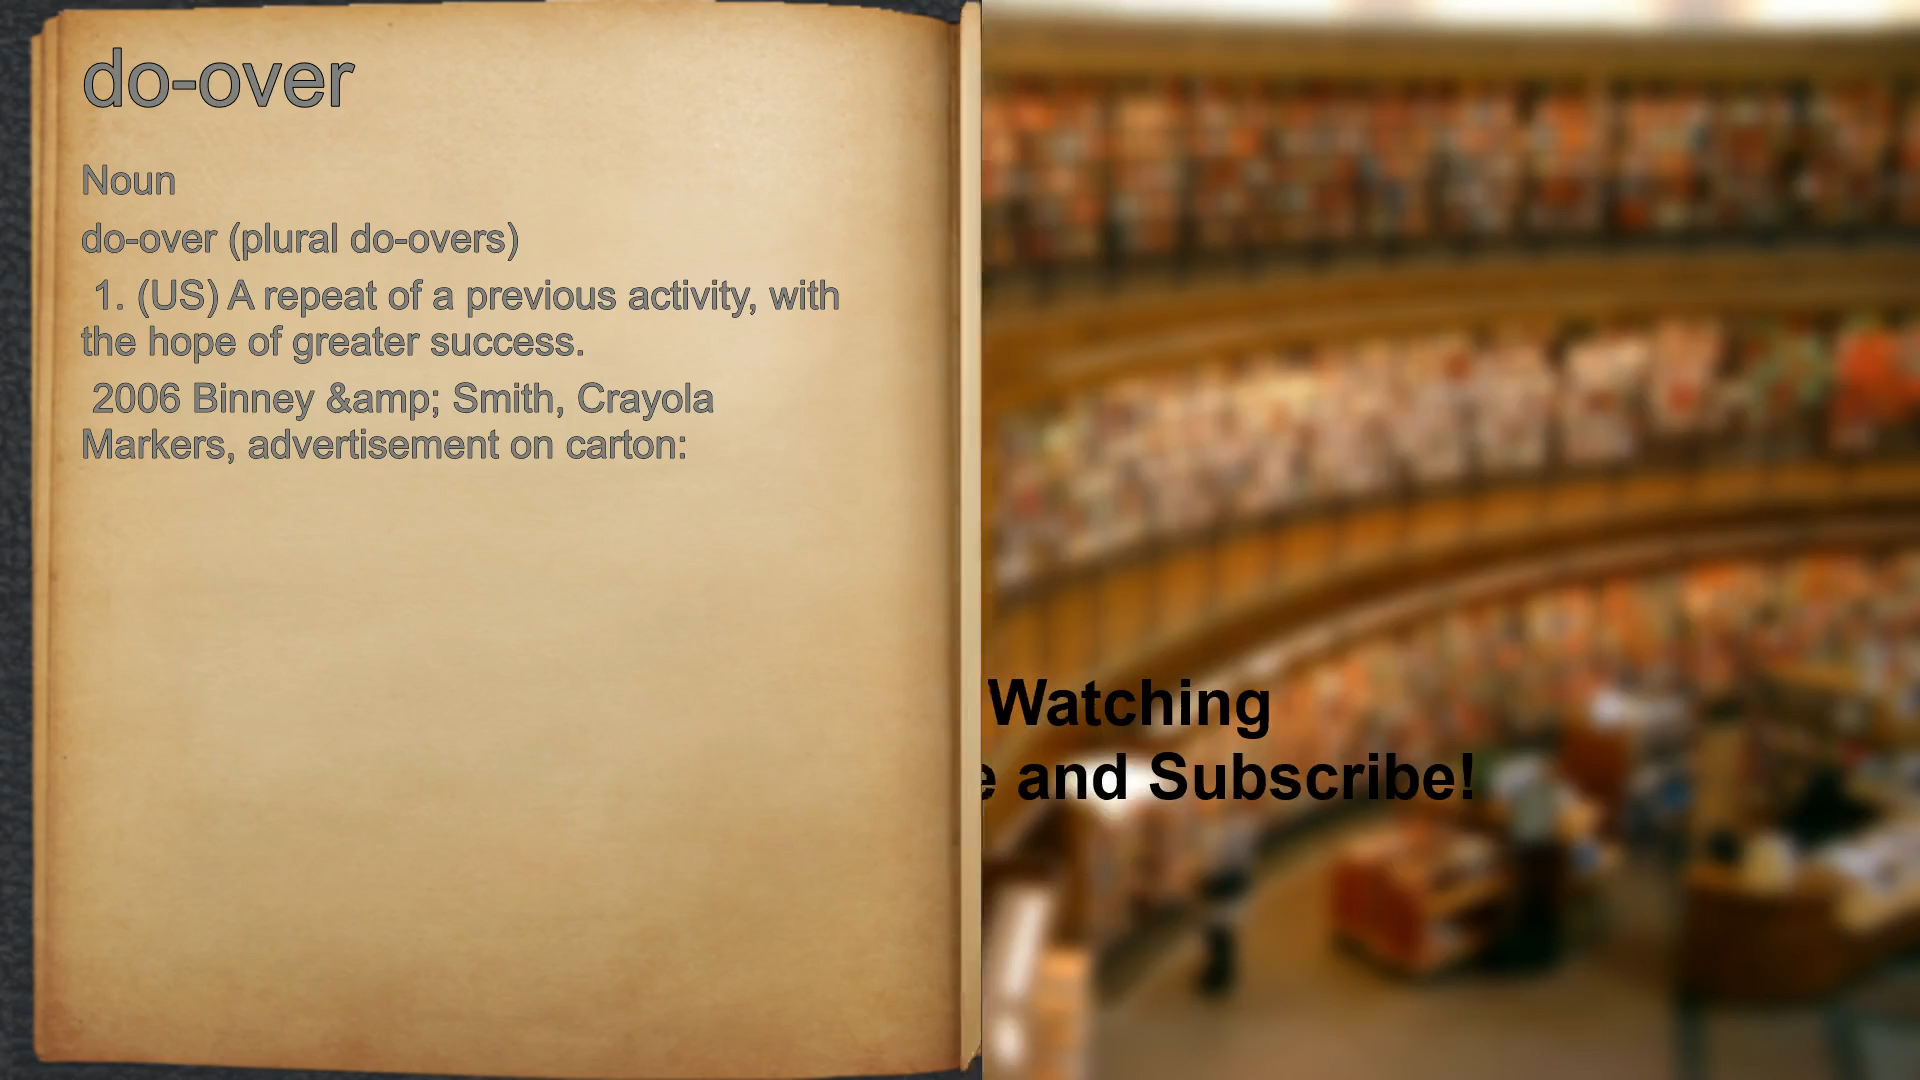 do-over
Noun
do-over (plural do-overs)
1. (US) A repeat of a previous activity, with
the hope of greater success.
2006 Binney &amp; Smith, Crayola
Markers, advertisement on carton:
Watching
e and Subscribe!